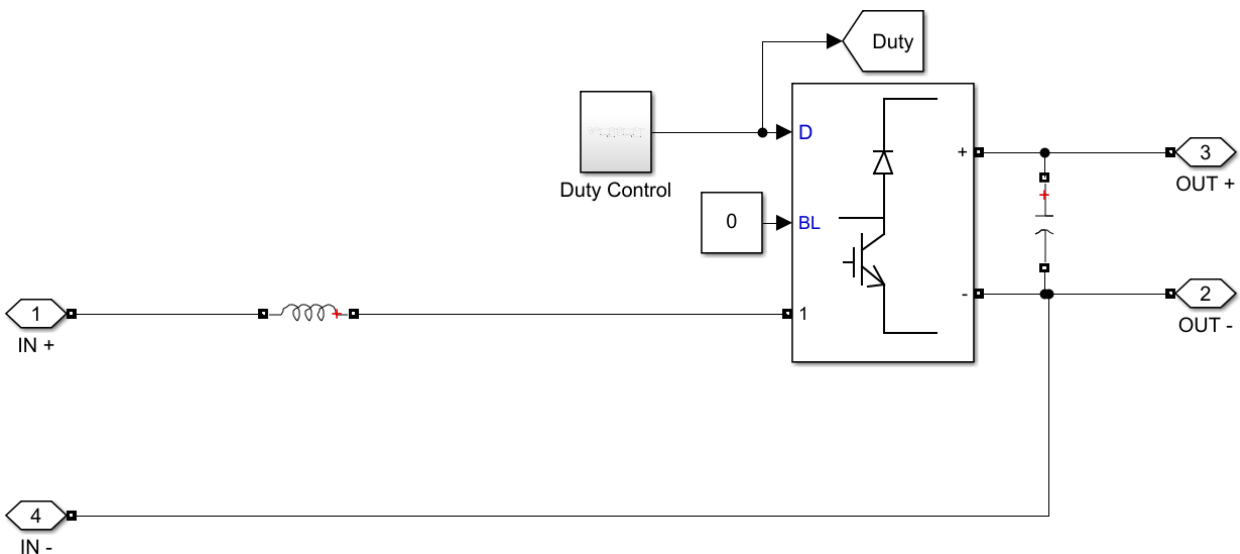 Duty
D
Duty Control
0
BL
+
3
OUT +
+
-
2
OUT -
1
IN +
+
1
4
IN -